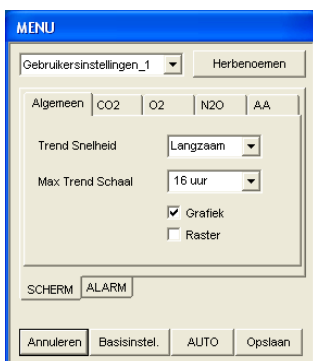 MENU
Gebruikersinstellingen_1 Herbenoemen
Algemeen CO2 O2 N2O AA
Trend Snelheid Langzaam
Max Trend Schaal 16 uur
Grafiek
Raster
SCHERM ALARM
Annuleren Basisinstel. AUTO Opslaan